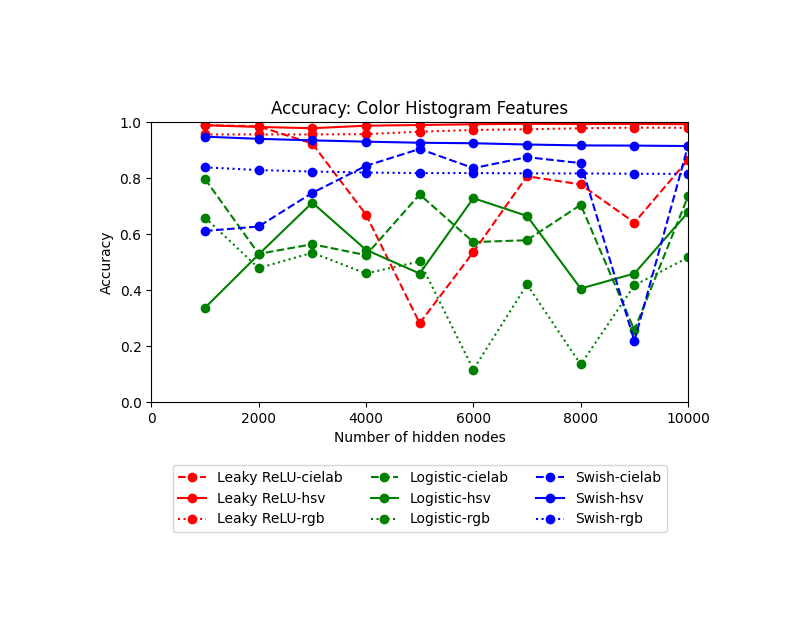 Accuracy: Color Histogram Features
1.0
0.8
0.6
0.4
0.2
0.0
Accuracy
0 2000 4000 6000 8000 10000
Number of hidden nodes
Leaky ReLU-cielab Logistic-cielab Swish-cielab
Leaky ReLU-hsv Logistic-hsv Swish-hsv
Leaky ReLU-rgb Logistic-rgb Swish-rgb